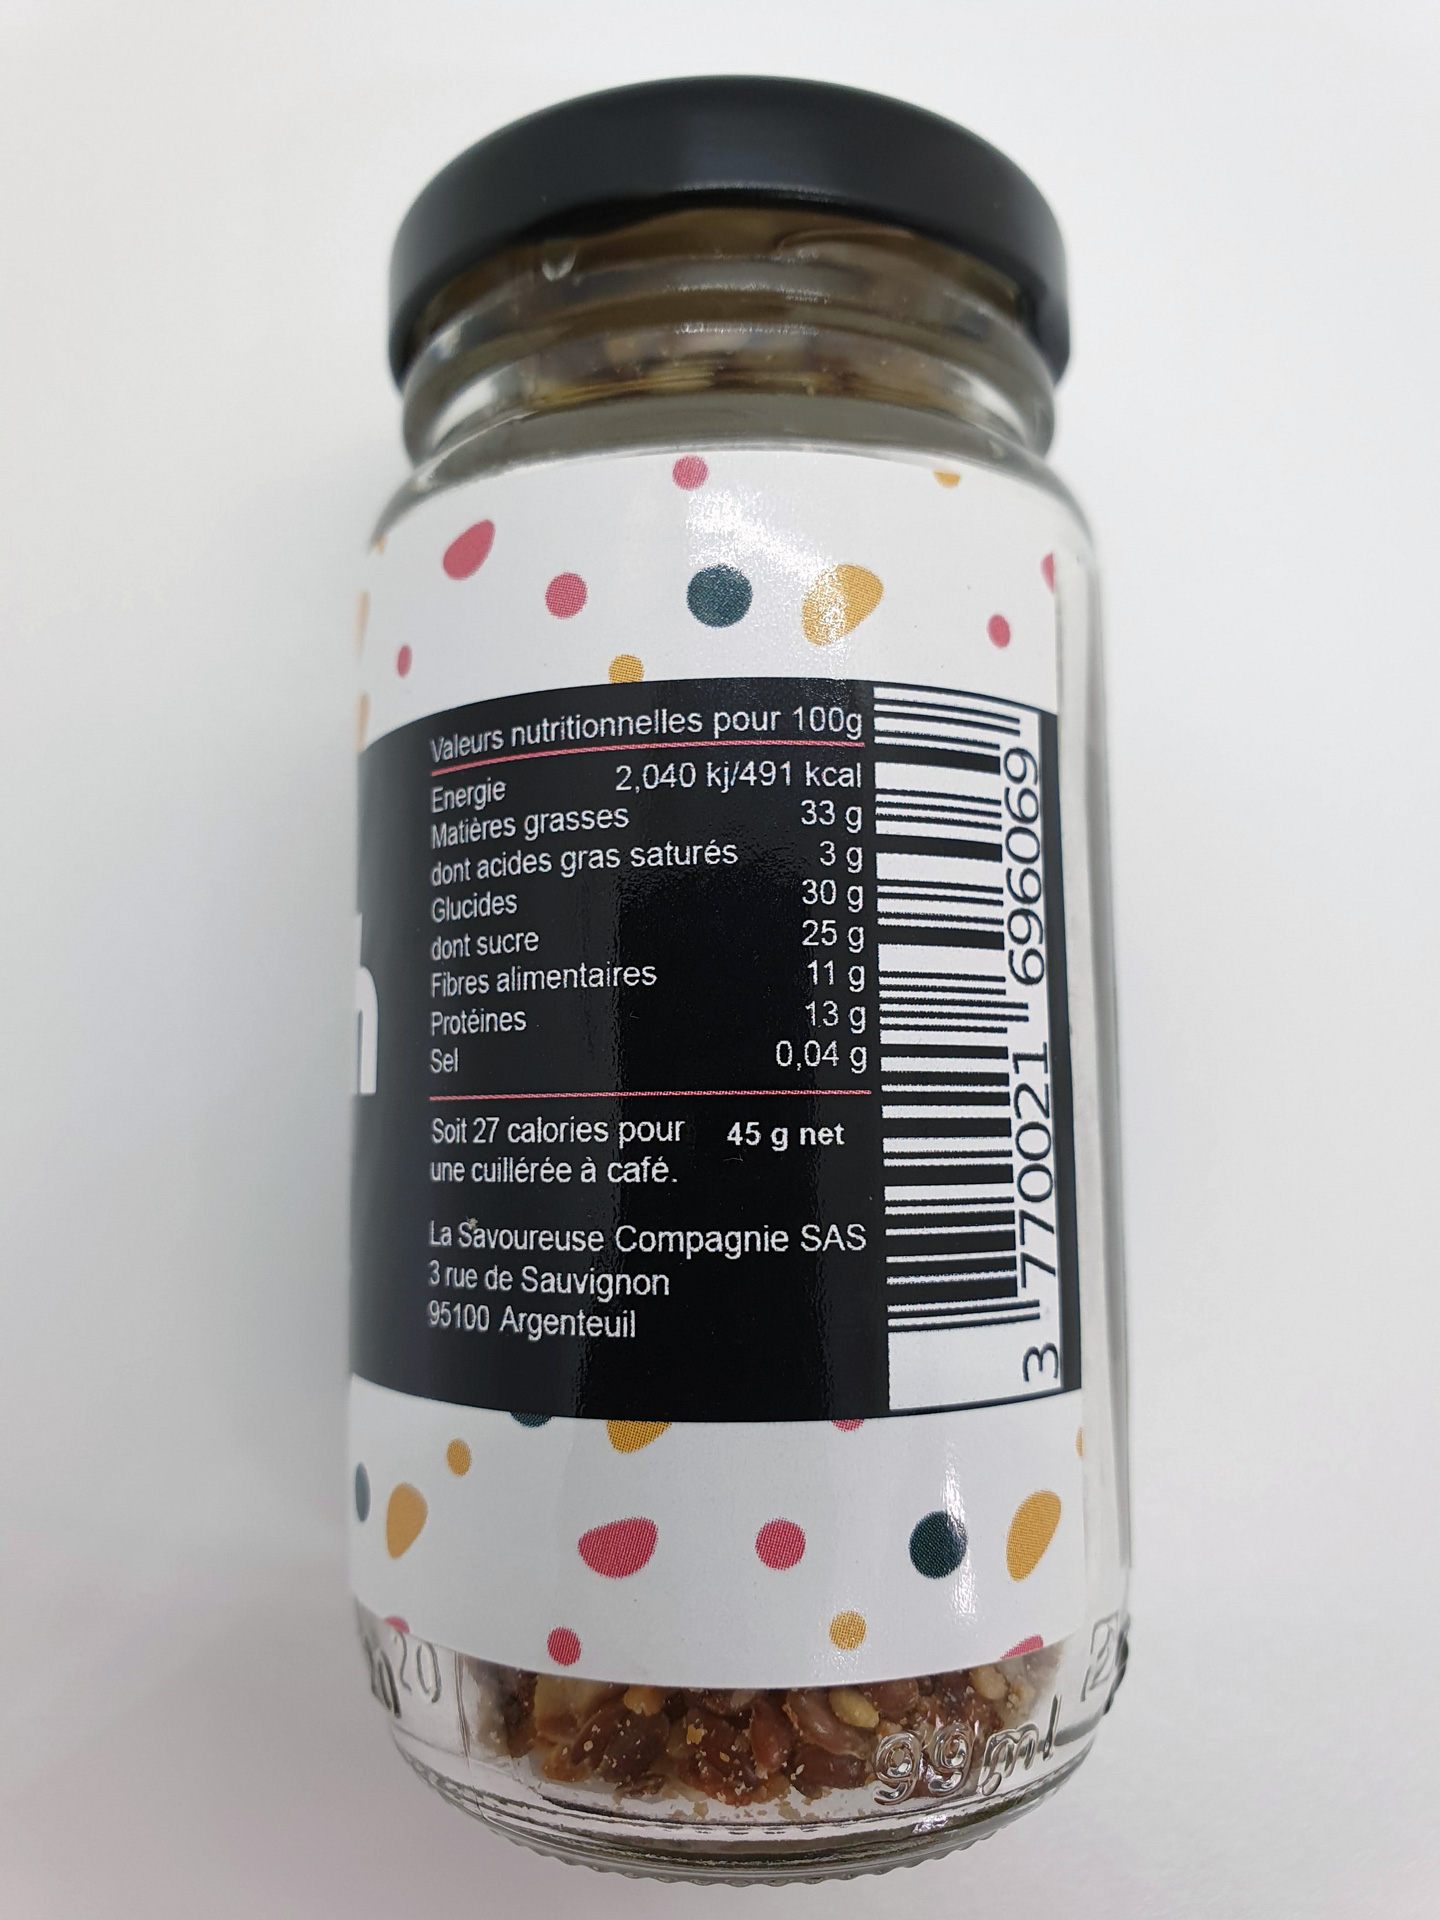 Valeurs nutritionnelles pour 100g
Energie 2,040 kj/491 kcal
Matières grasses 33 g
dont acides gras saturés 3 g
Glucides 30 g
dont sucre 25 g
Fibres alimentaires 11 g
Protéines 13 g
Sel 0,04 g
Soit 27 calories pour 45 g net
une cuillérée à café.
La Savoureuse Compagnie SAS
3 rue de Sauvignon
95100 Argenteuil
3 770021 696069
20
99ml